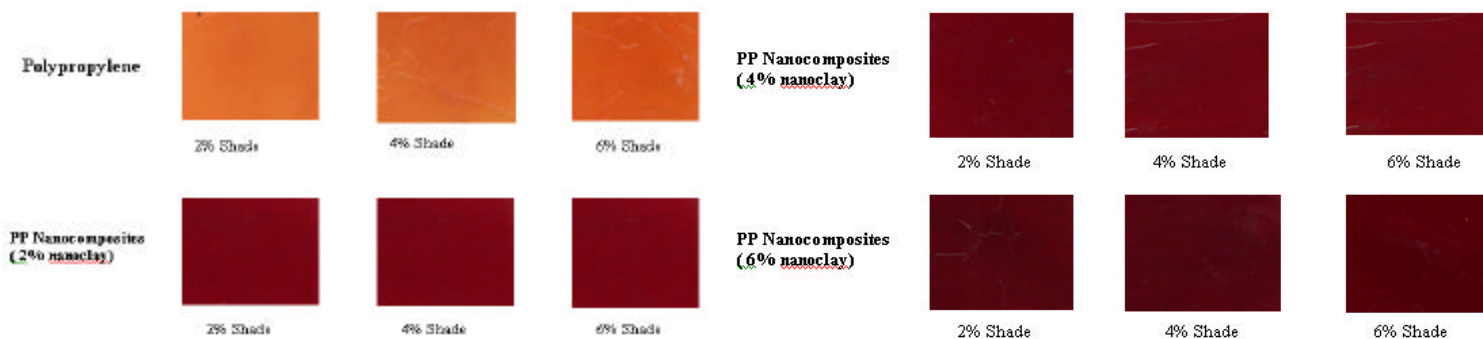 Polypropylene
2% Shade
4% Shade
6% Shade
PP Nanocomposites
(2% nanoclay)
2% Shade
4% Shade
6% Shade
PP Nanocomposites
(4% nanoclay)
2% Shade
4% Shade
6% Shade
PP Nanocomposites
(6% nanoclay)
2% Shade
4% Shade
6% Shade